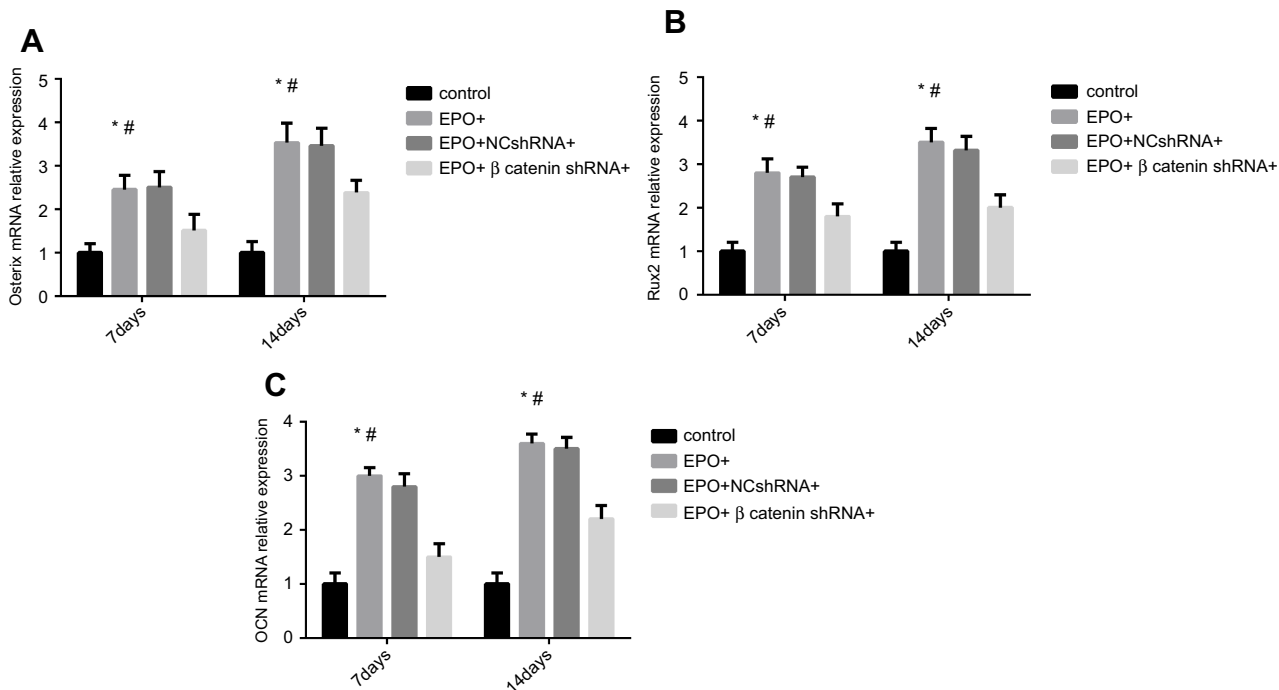 A
Osterix mRNA relative expression
5
4
3
2
1
0
* #
* #
7days
14days
control
EPO+
EPO+NCshRNA+
EPO+ β catenin shRNA+
B
Rux2 mRNA relative expression
5
4
3
2
1
0
* #
* #
7days
14days
control
EPO+
EPO+NCshRNA+
EPO+ β catenin shRNA+
C
OCN mRNA relative expression
4
3
2
1
0
* #
* #
7days
14days
control
EPO+
EPO+NCshRNA+
EPO+ β catenin shRNA+